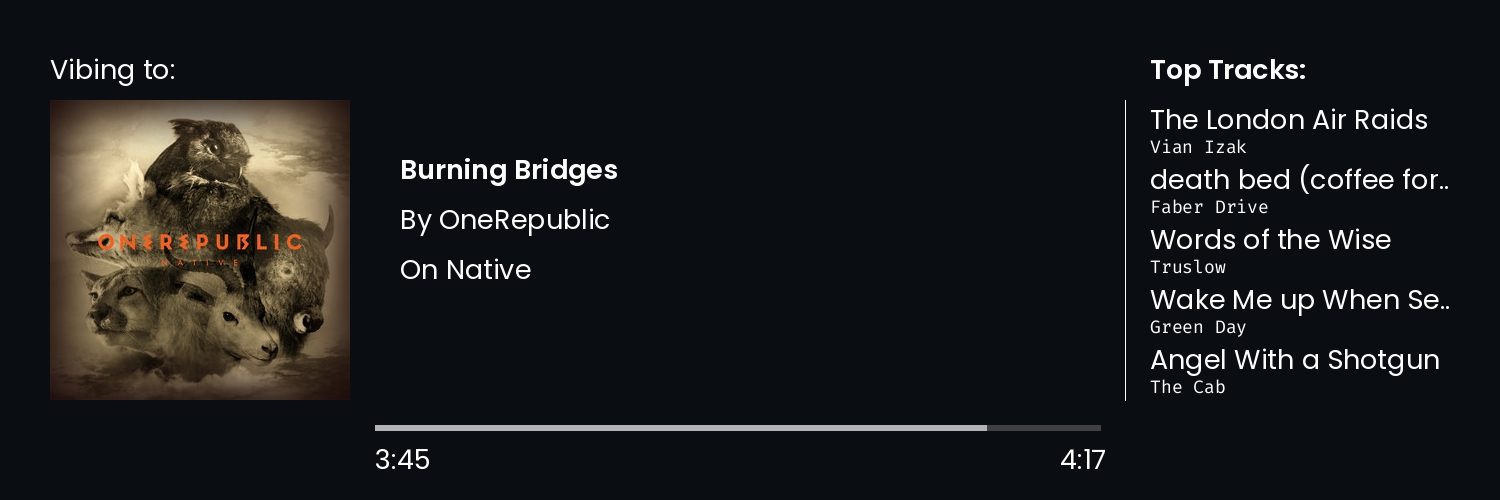 Vibing to:
ONEREPUBLIC
NATIVE
Burning Bridges
By OneRepublic
On Native
3:45
4:17
Top Tracks:
The London Air Raids
Vian Izak
death bed (coffee for..
Faber Drive
Words of the Wise
Truslow
Wake Me up When Se..
Green Day
Angel With a Shotgun
The Cab